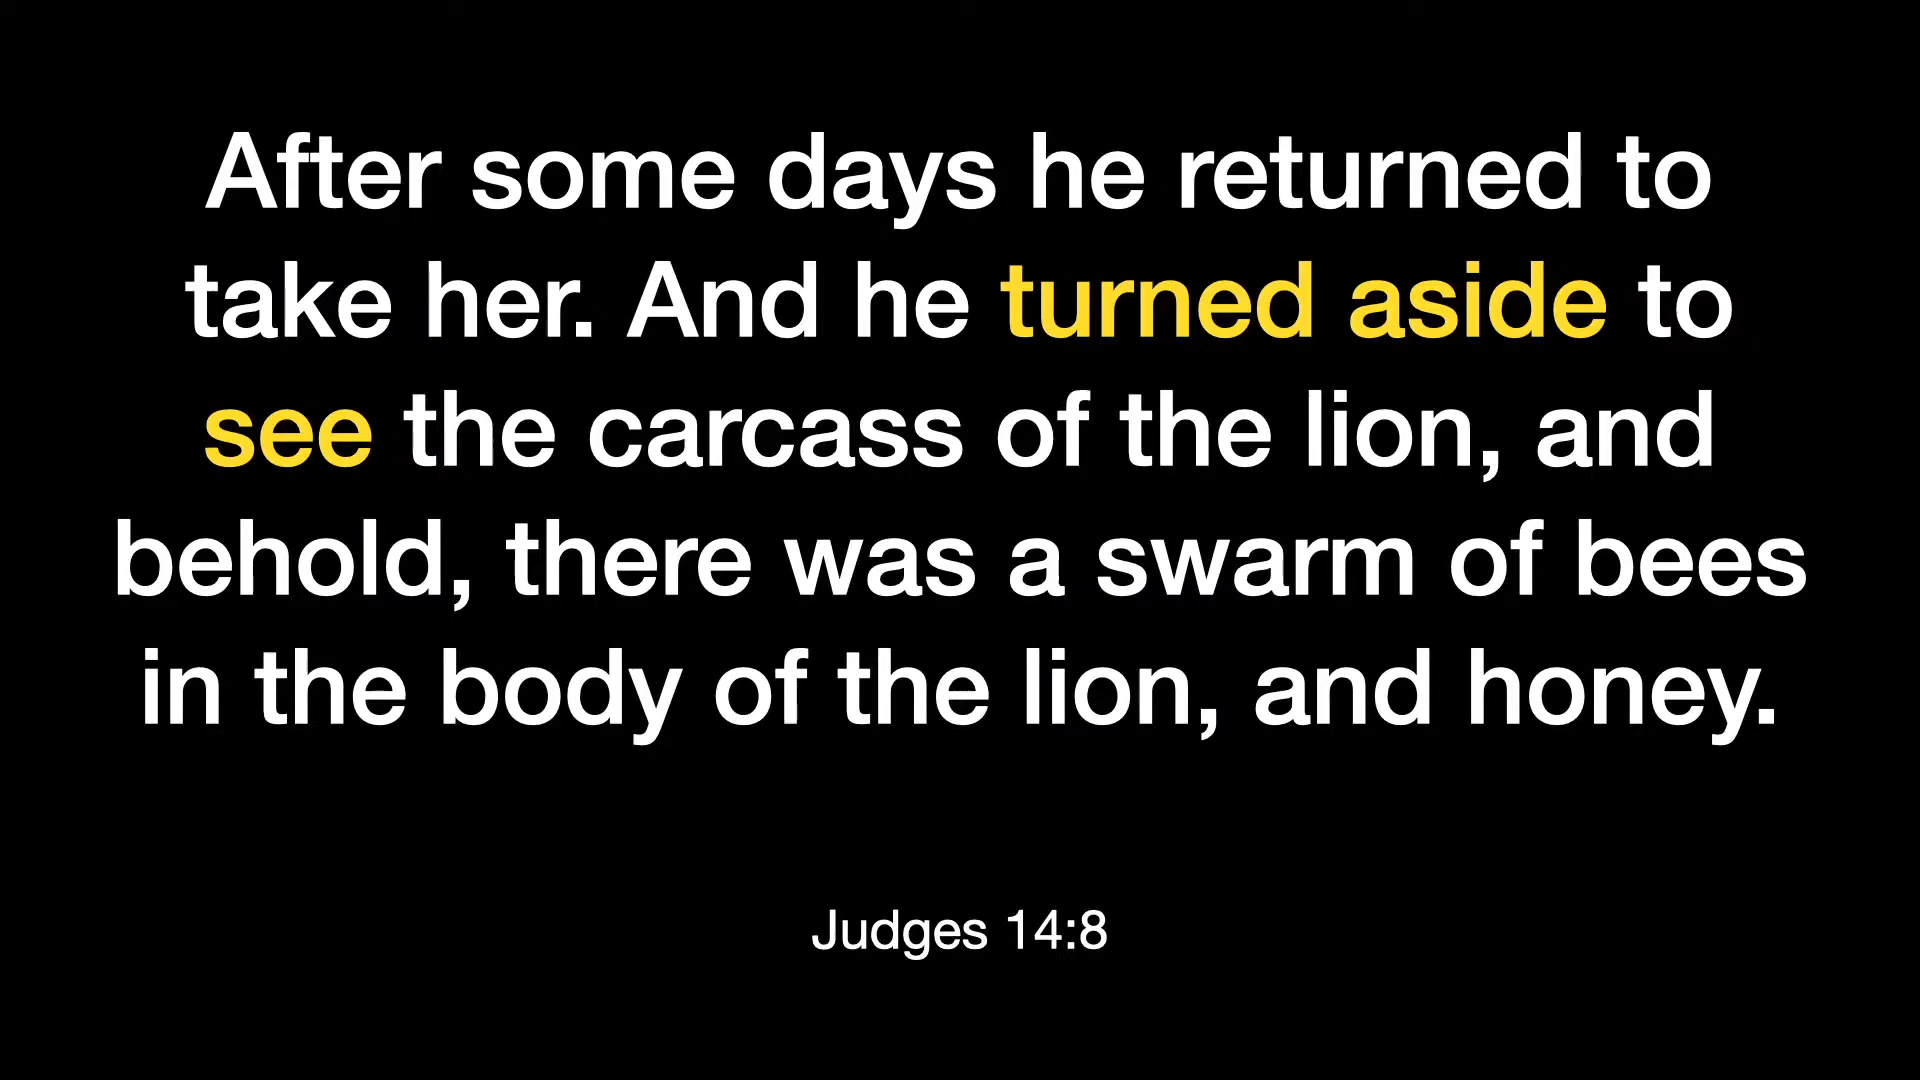 After some days he returned to
take her. And he turned aside to
see the carcass of the lion, and
behold, there was a swarm of bees
in the body of the lion, and honey.
Judges 14:8